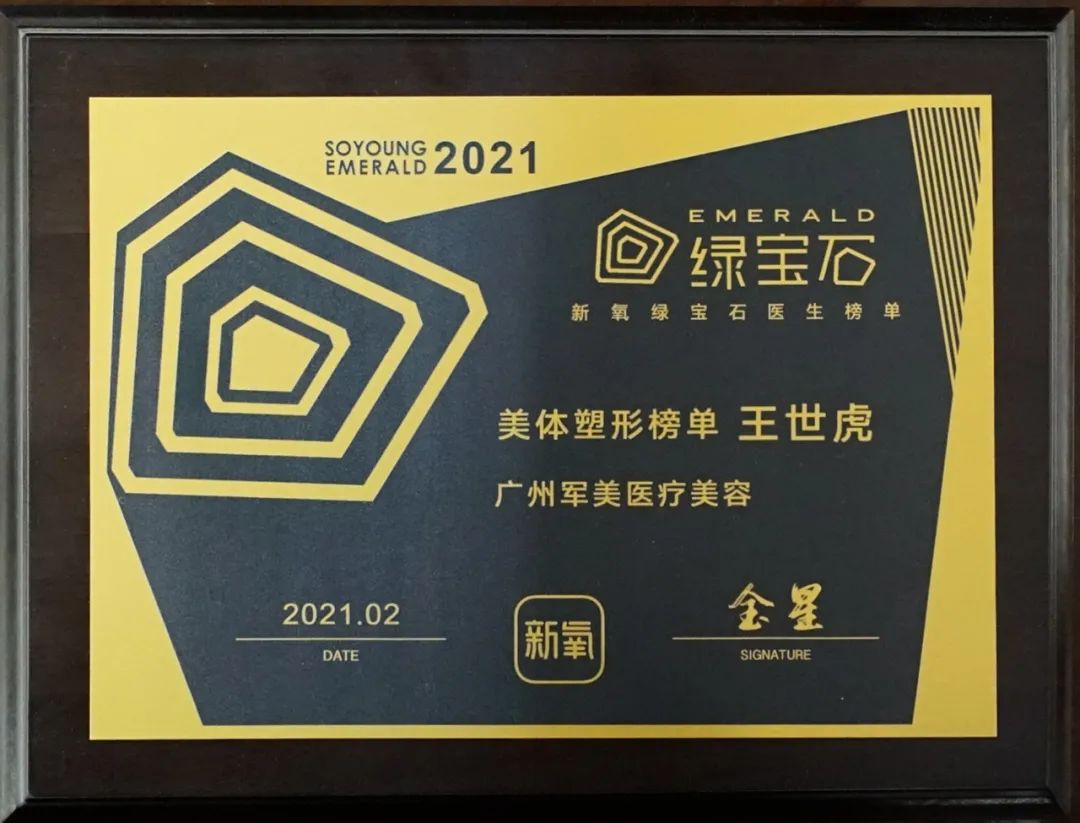 SOYOUNG
EMERALD 2021
EMERALD
绿宝石
新氧绿宝石医生榜单
美体塑形榜单 王世虎
广州军美医疗美容
2021.02
DATE
新氧
金星
SIGNATURE